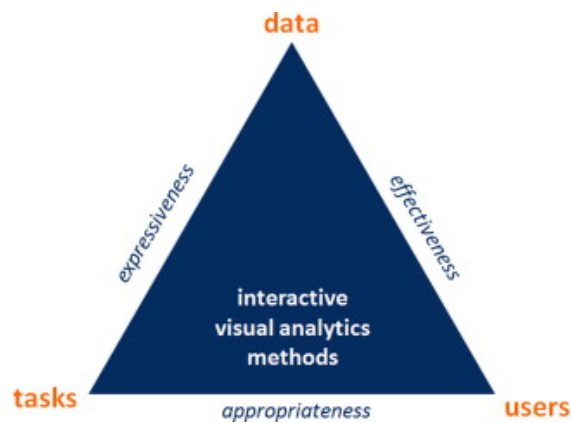 data
expressiveness
effectiveness
interactive
visual analytics
methods
tasks
appropriateness
users